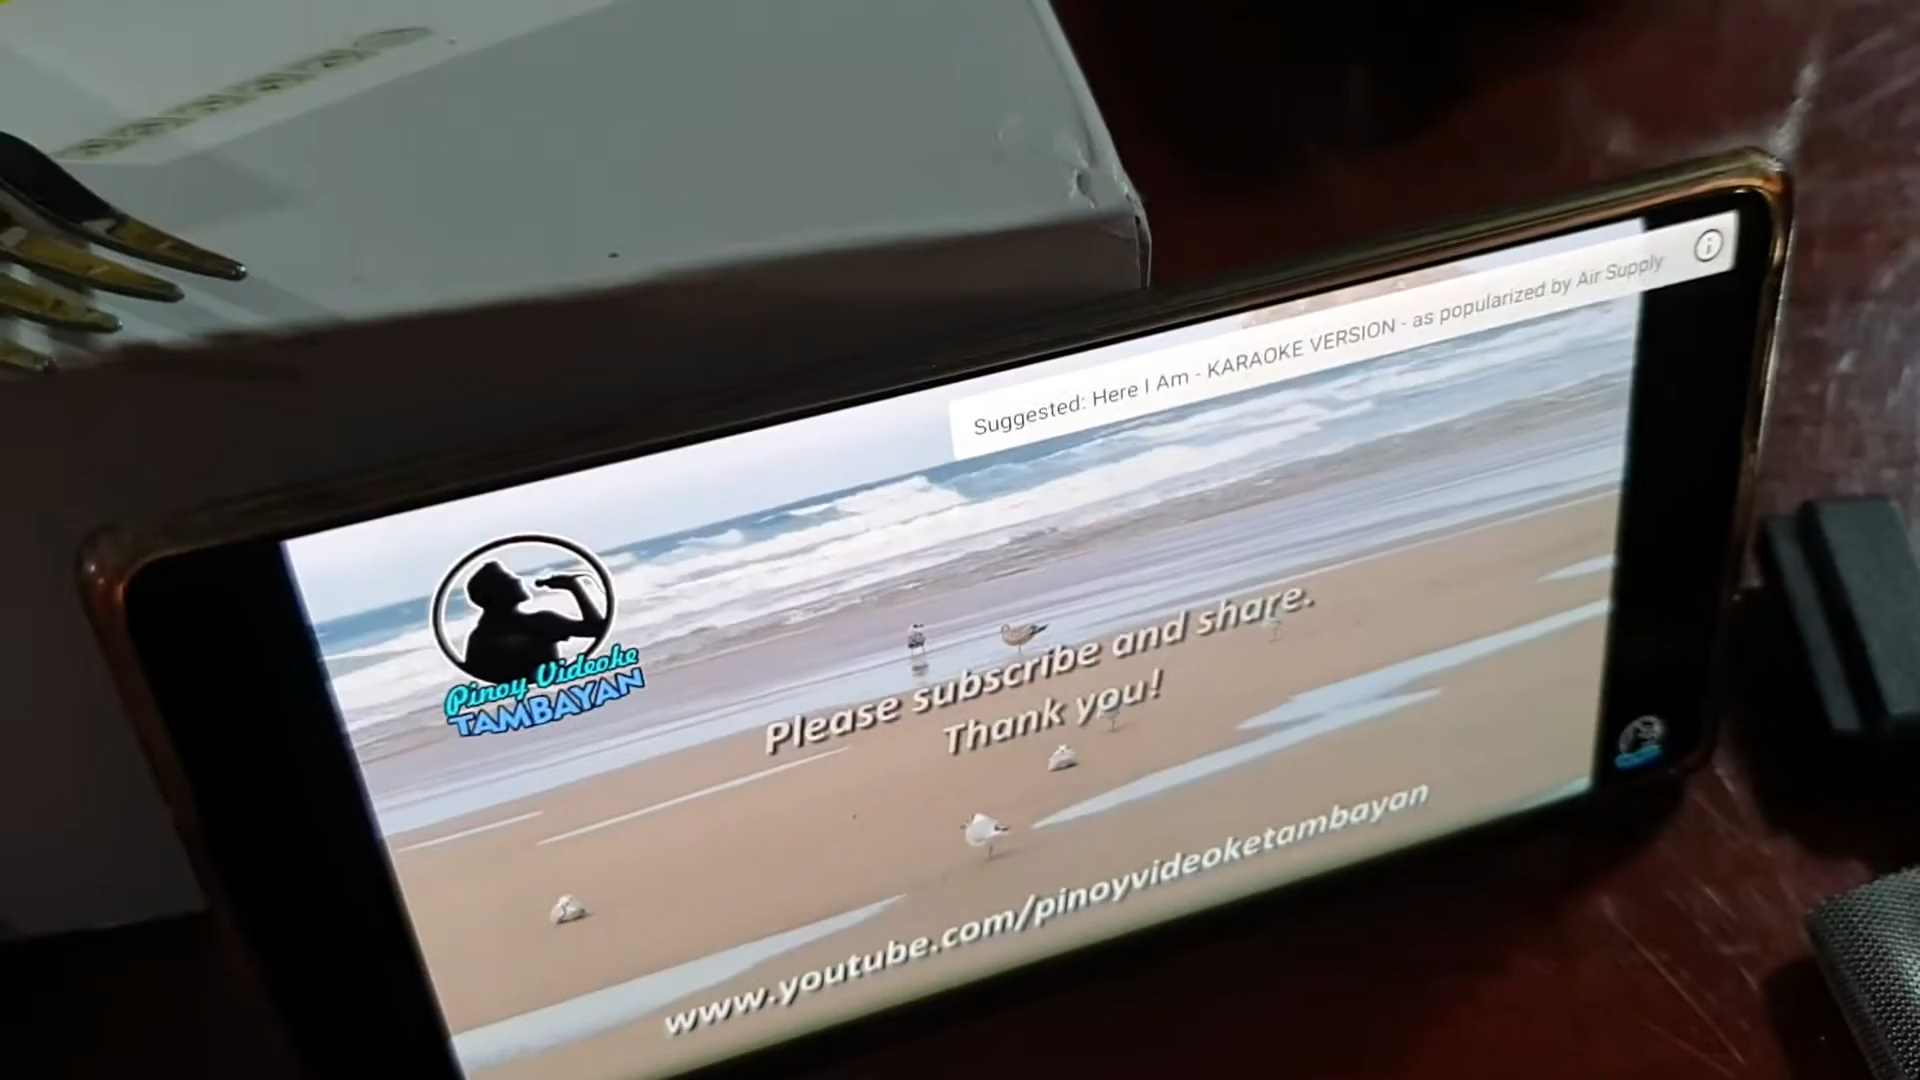 Suggested: Here I Am - KARAOKE VERSION - as popularized by Air Supply
Pinoy Videoke
TAMBAYAN
Please subscribe and share.
Thank you!
www.youtube.com/pinoyvideoketambayan